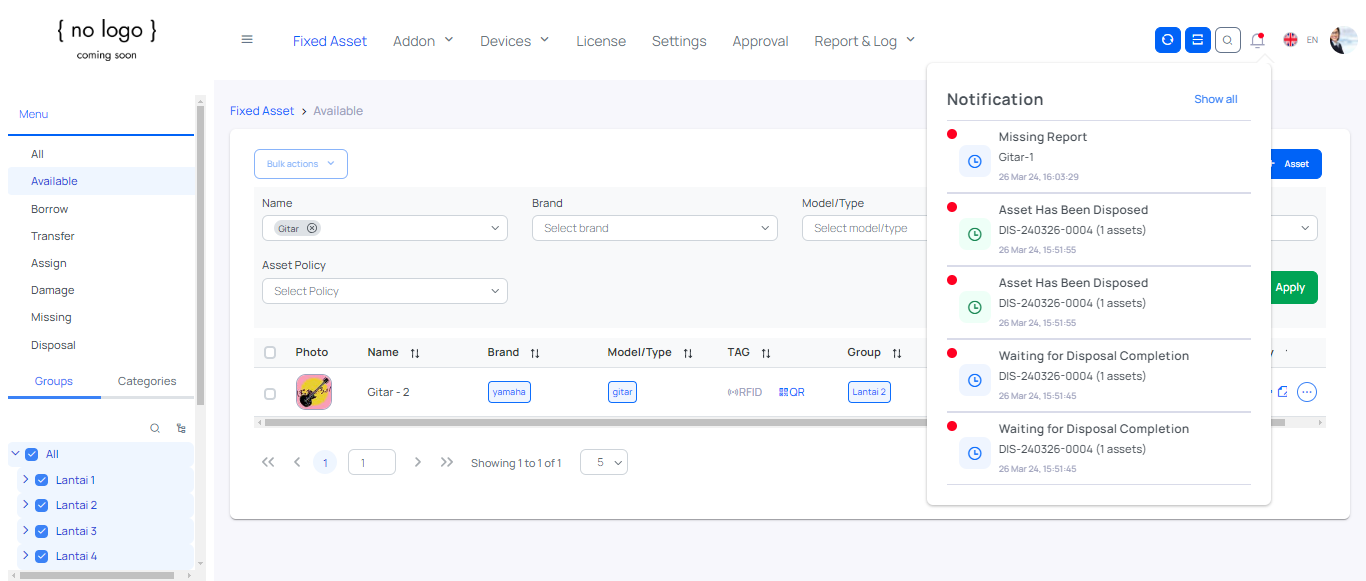 { no logo }
coming soon
Fixed Asset Addon Devices License Settings Approval Report & Log EN
Menu
All
Available
Borrow
Transfer
Assign
Damage
Missing
Disposal
Groups Categories
All
Lantai 1
Lantai 2
Lantai 3
Lantai 4
Fixed Asset > Available
Bulk actions
Asset
Name Brand Model/Type
Gitar Select brand Select model/type
Asset Policy
Select Policy
Apply
Photo Name Brand Model/Type TAG Group
Gitar - 2 yamaha gitar RFID QR Lantai 2
1 1 Showing 1 to 1 of 1 5
Notification Show all
Missing Report
Gitar-1
26 Mar 24, 16:03:29
Asset Has Been Disposed
DIS-240326-0004 (1 assets)
26 Mar 24, 15:51:55
Asset Has Been Disposed
DIS-240326-0004 (1 assets)
26 Mar 24, 15:51:55
Waiting for Disposal Completion
DIS-240326-0004 (1 assets)
26 Mar 24, 15:51:45
Waiting for Disposal Completion
DIS-240326-0004 (1 assets)
26 Mar 24, 15:51:45